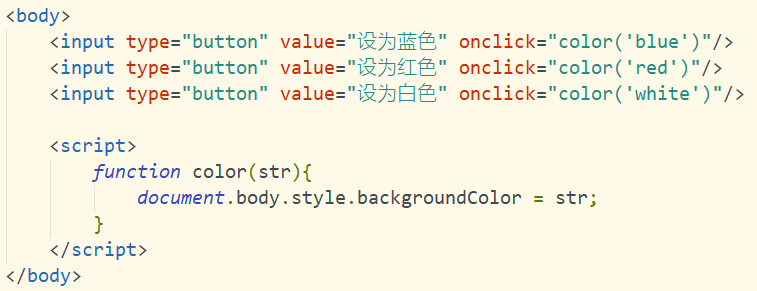 <body>
    <input type="button" value="设为蓝色" onclick="color('blue')"/>
    <input type="button" value="设为红色" onclick="color('red')"/>
    <input type="button" value="设为白色" onclick="color('white')"/>

    <script>
        function color(str){
            document.body.style.backgroundColor = str;
        }
    </script>
</body>